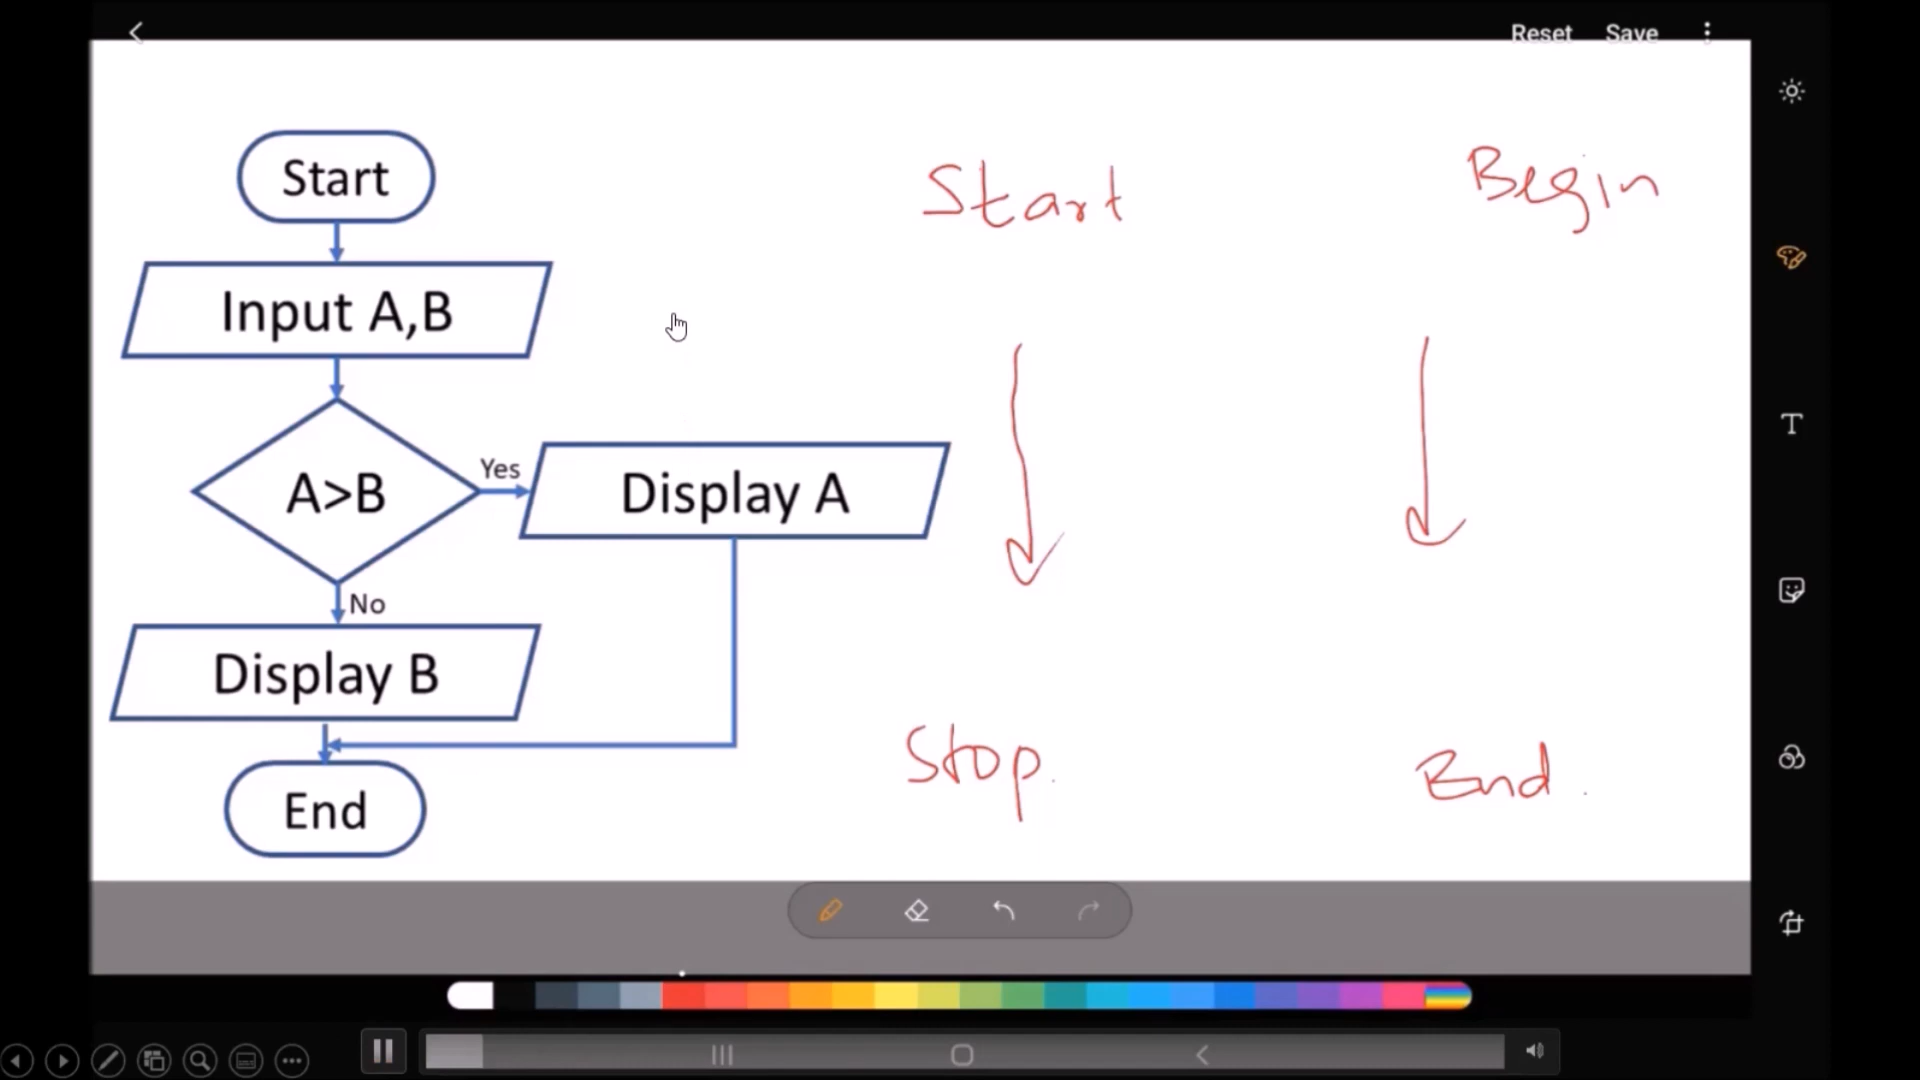 Reset Save
Start
Input A,B
A>B
Yes
Display A
No
Display B
End
Start
Stop.
Begin
End.
T